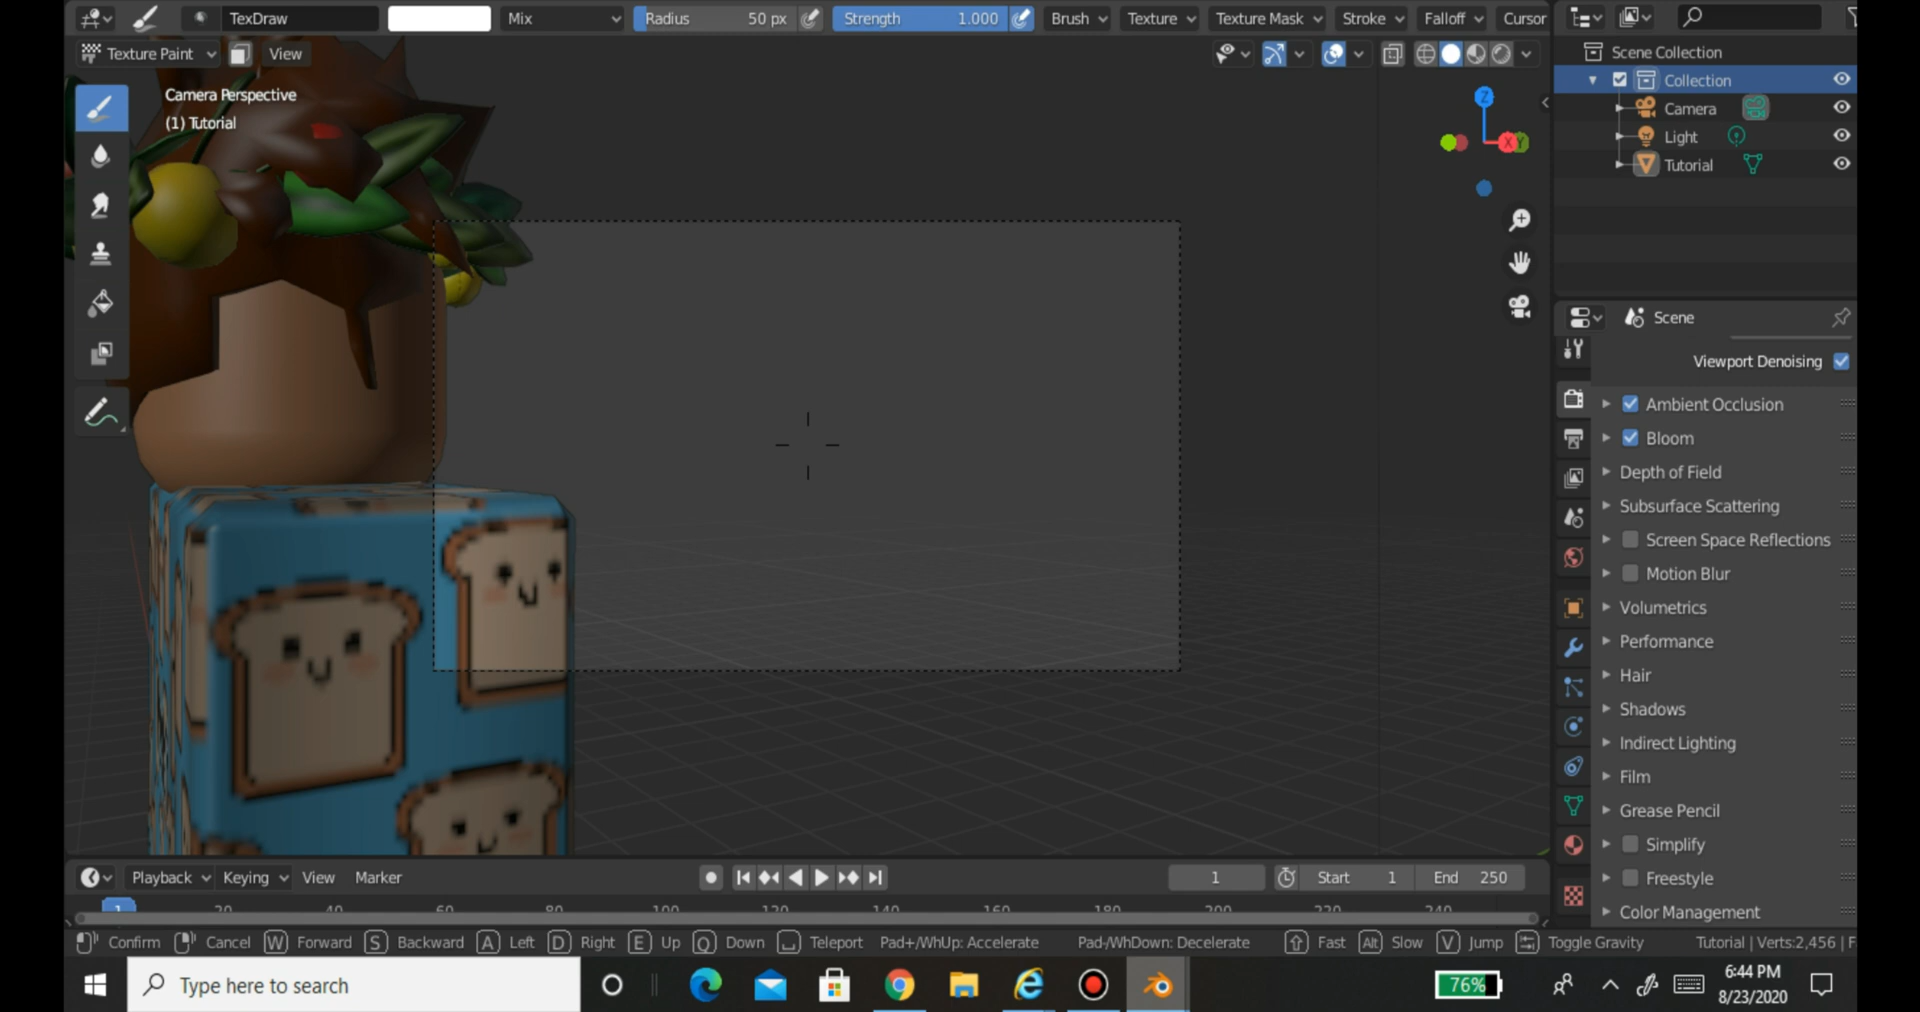 TexDraw Mix Radius 50 px Strength 1.000 Brush Texture Texture Mask Stroke Falloff Cursor
Texture Paint View
Camera Perspective
(1) Tutorial
Z
X Y
Scene Collection
Collection
Camera
Light
Tutorial
Scene
Viewport Denoising
Ambient Occlusion
Bloom
Depth of Field
Subsurface Scattering
Screen Space Reflections
Motion Blur
Volumetrics
Performance
Hair
Shadows
Indirect Lighting
Film
Grease Pencil
Simplify
Freestyle
Color Management
Playback Keying View Marker 1 Start 1 End 250
1 20 40 60 80 100 120 140 160 180 200 220 240
Confirm Cancel W Forward S Backward A Left D Right E Up Q Down Teleport Pad+/WhUp: Accelerate Pad-/WhDown: Decelerate Fast Alt Slow V Jump Toggle Gravity Tutorial | Verts:2,456 | F
Type here to search
76%
6:44 PM
8/23/2020